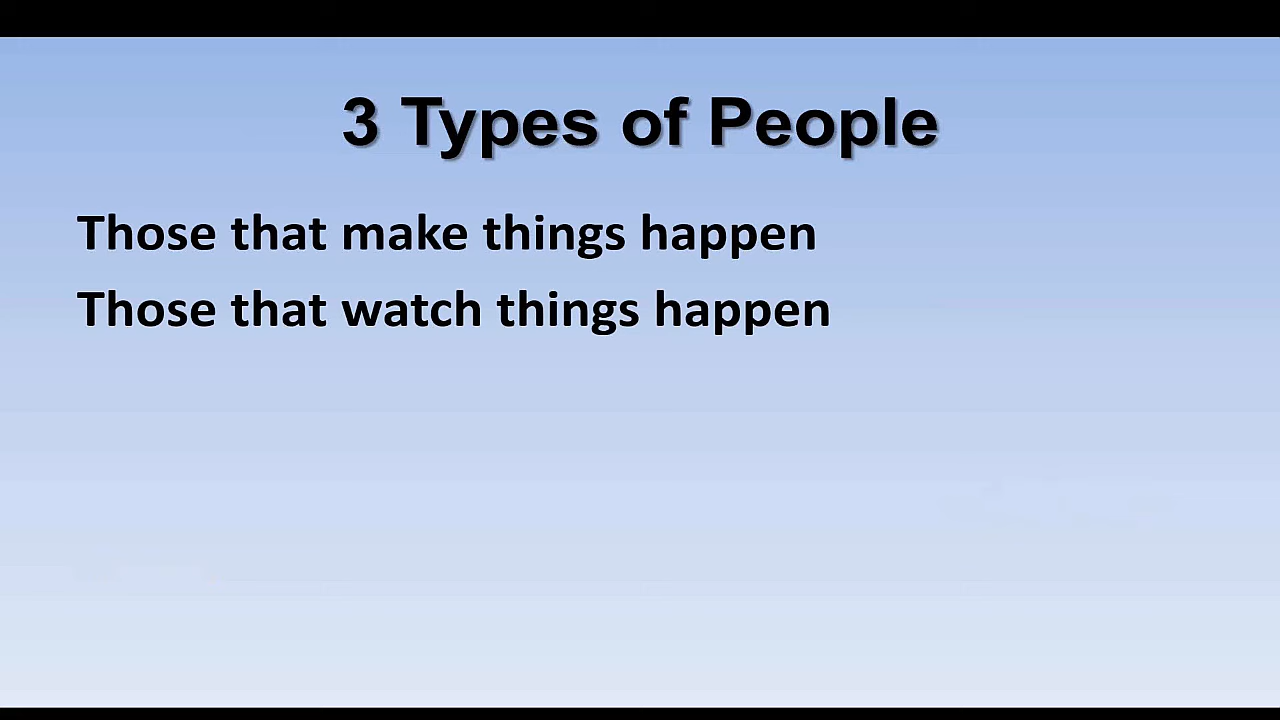 3 Types of People
Those that make things happen
Those that watch things happen